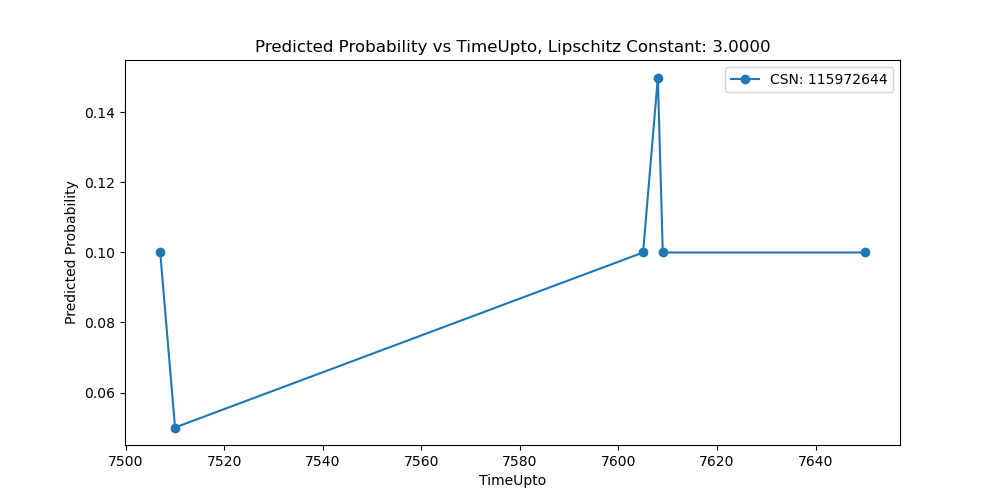 Predicted Probability vs TimeUpto, Lipschitz Constant: 3.0000
CSN: 115972644
Predicted Probability
0.14
0.12
0.10
0.08
0.06
7500 7520 7540 7560 7580 7600 7620 7640
TimeUpto